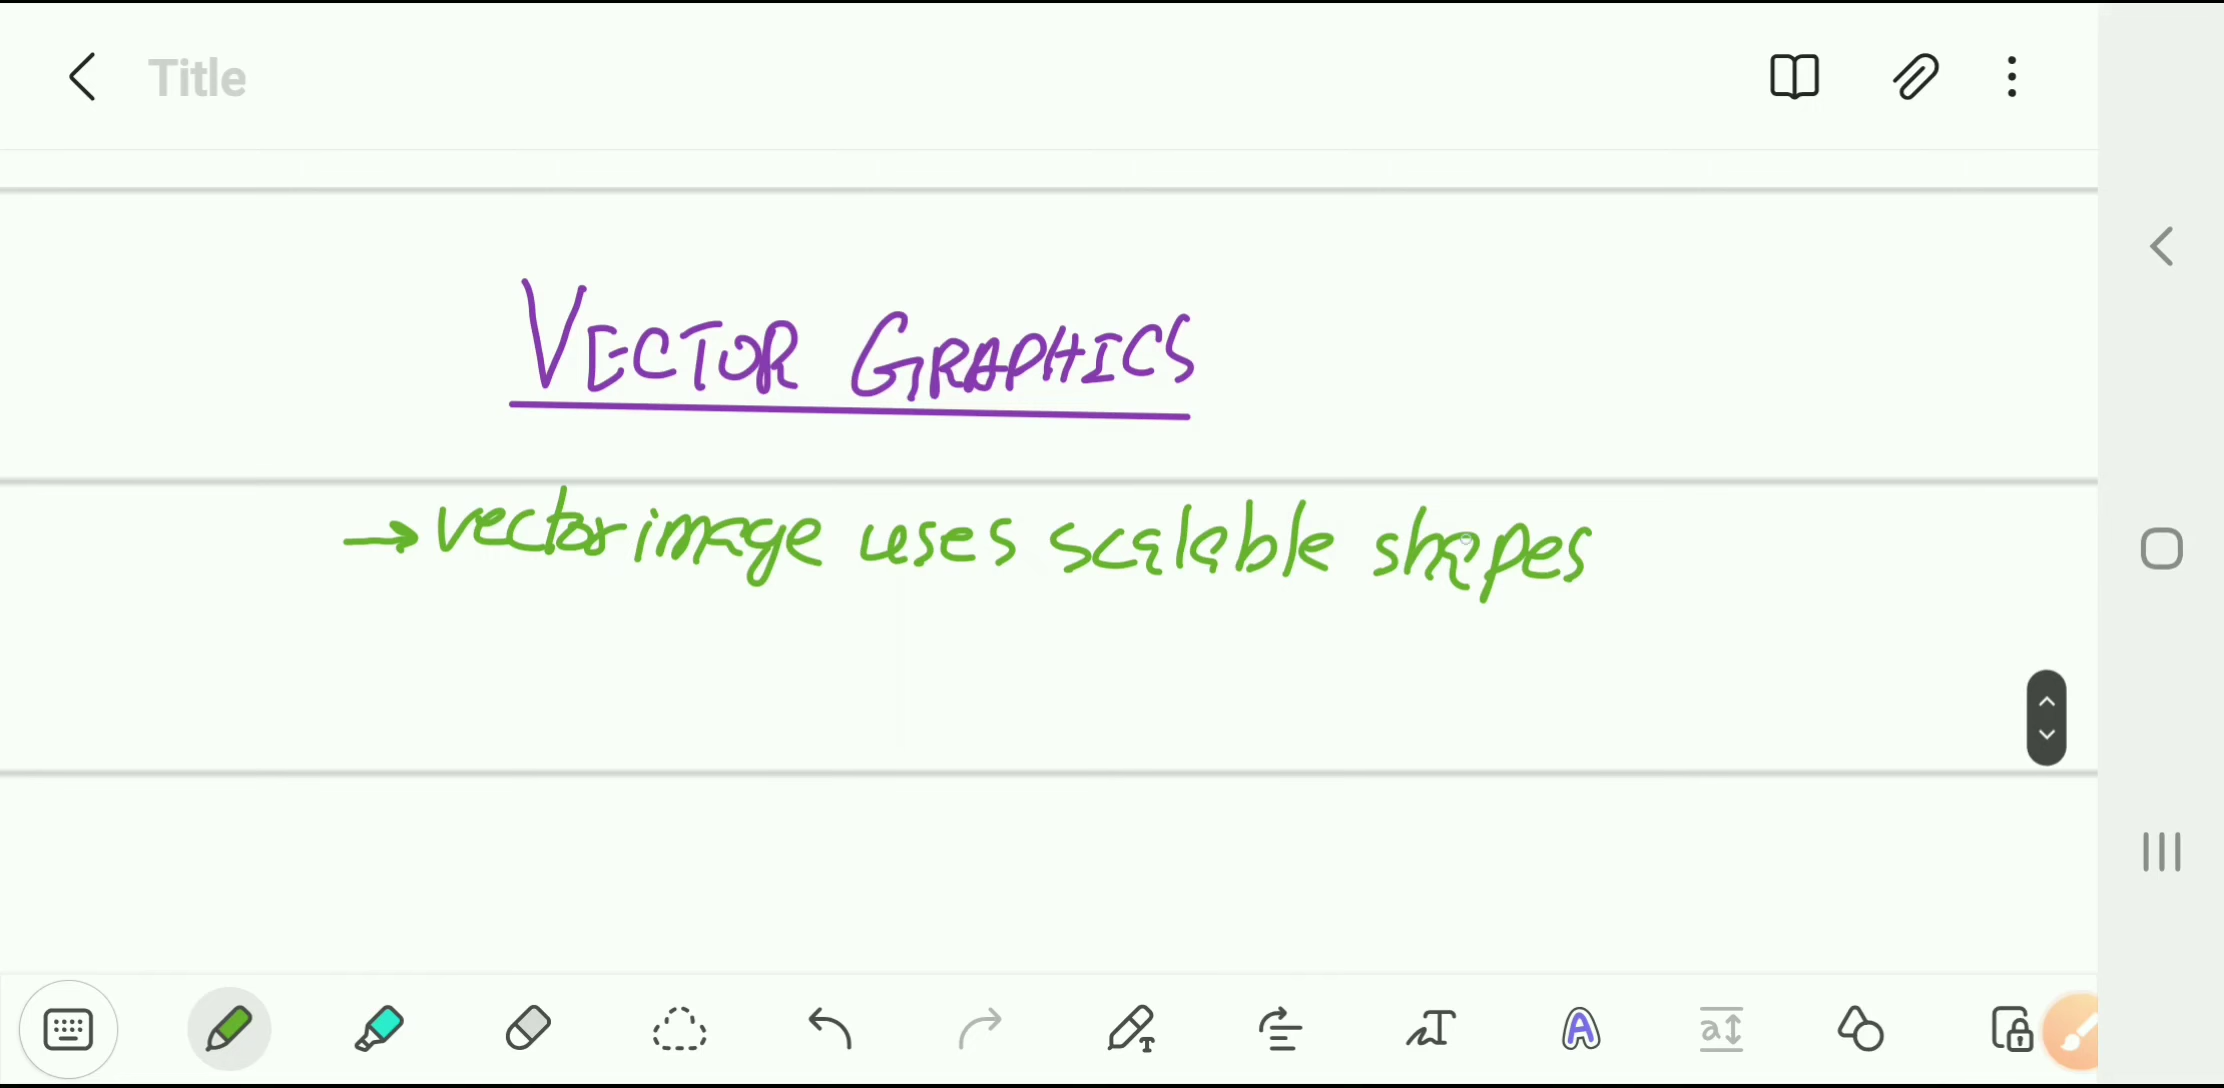 Title
VECTOR GRAPHICS
→ vector image uses scalable shapes